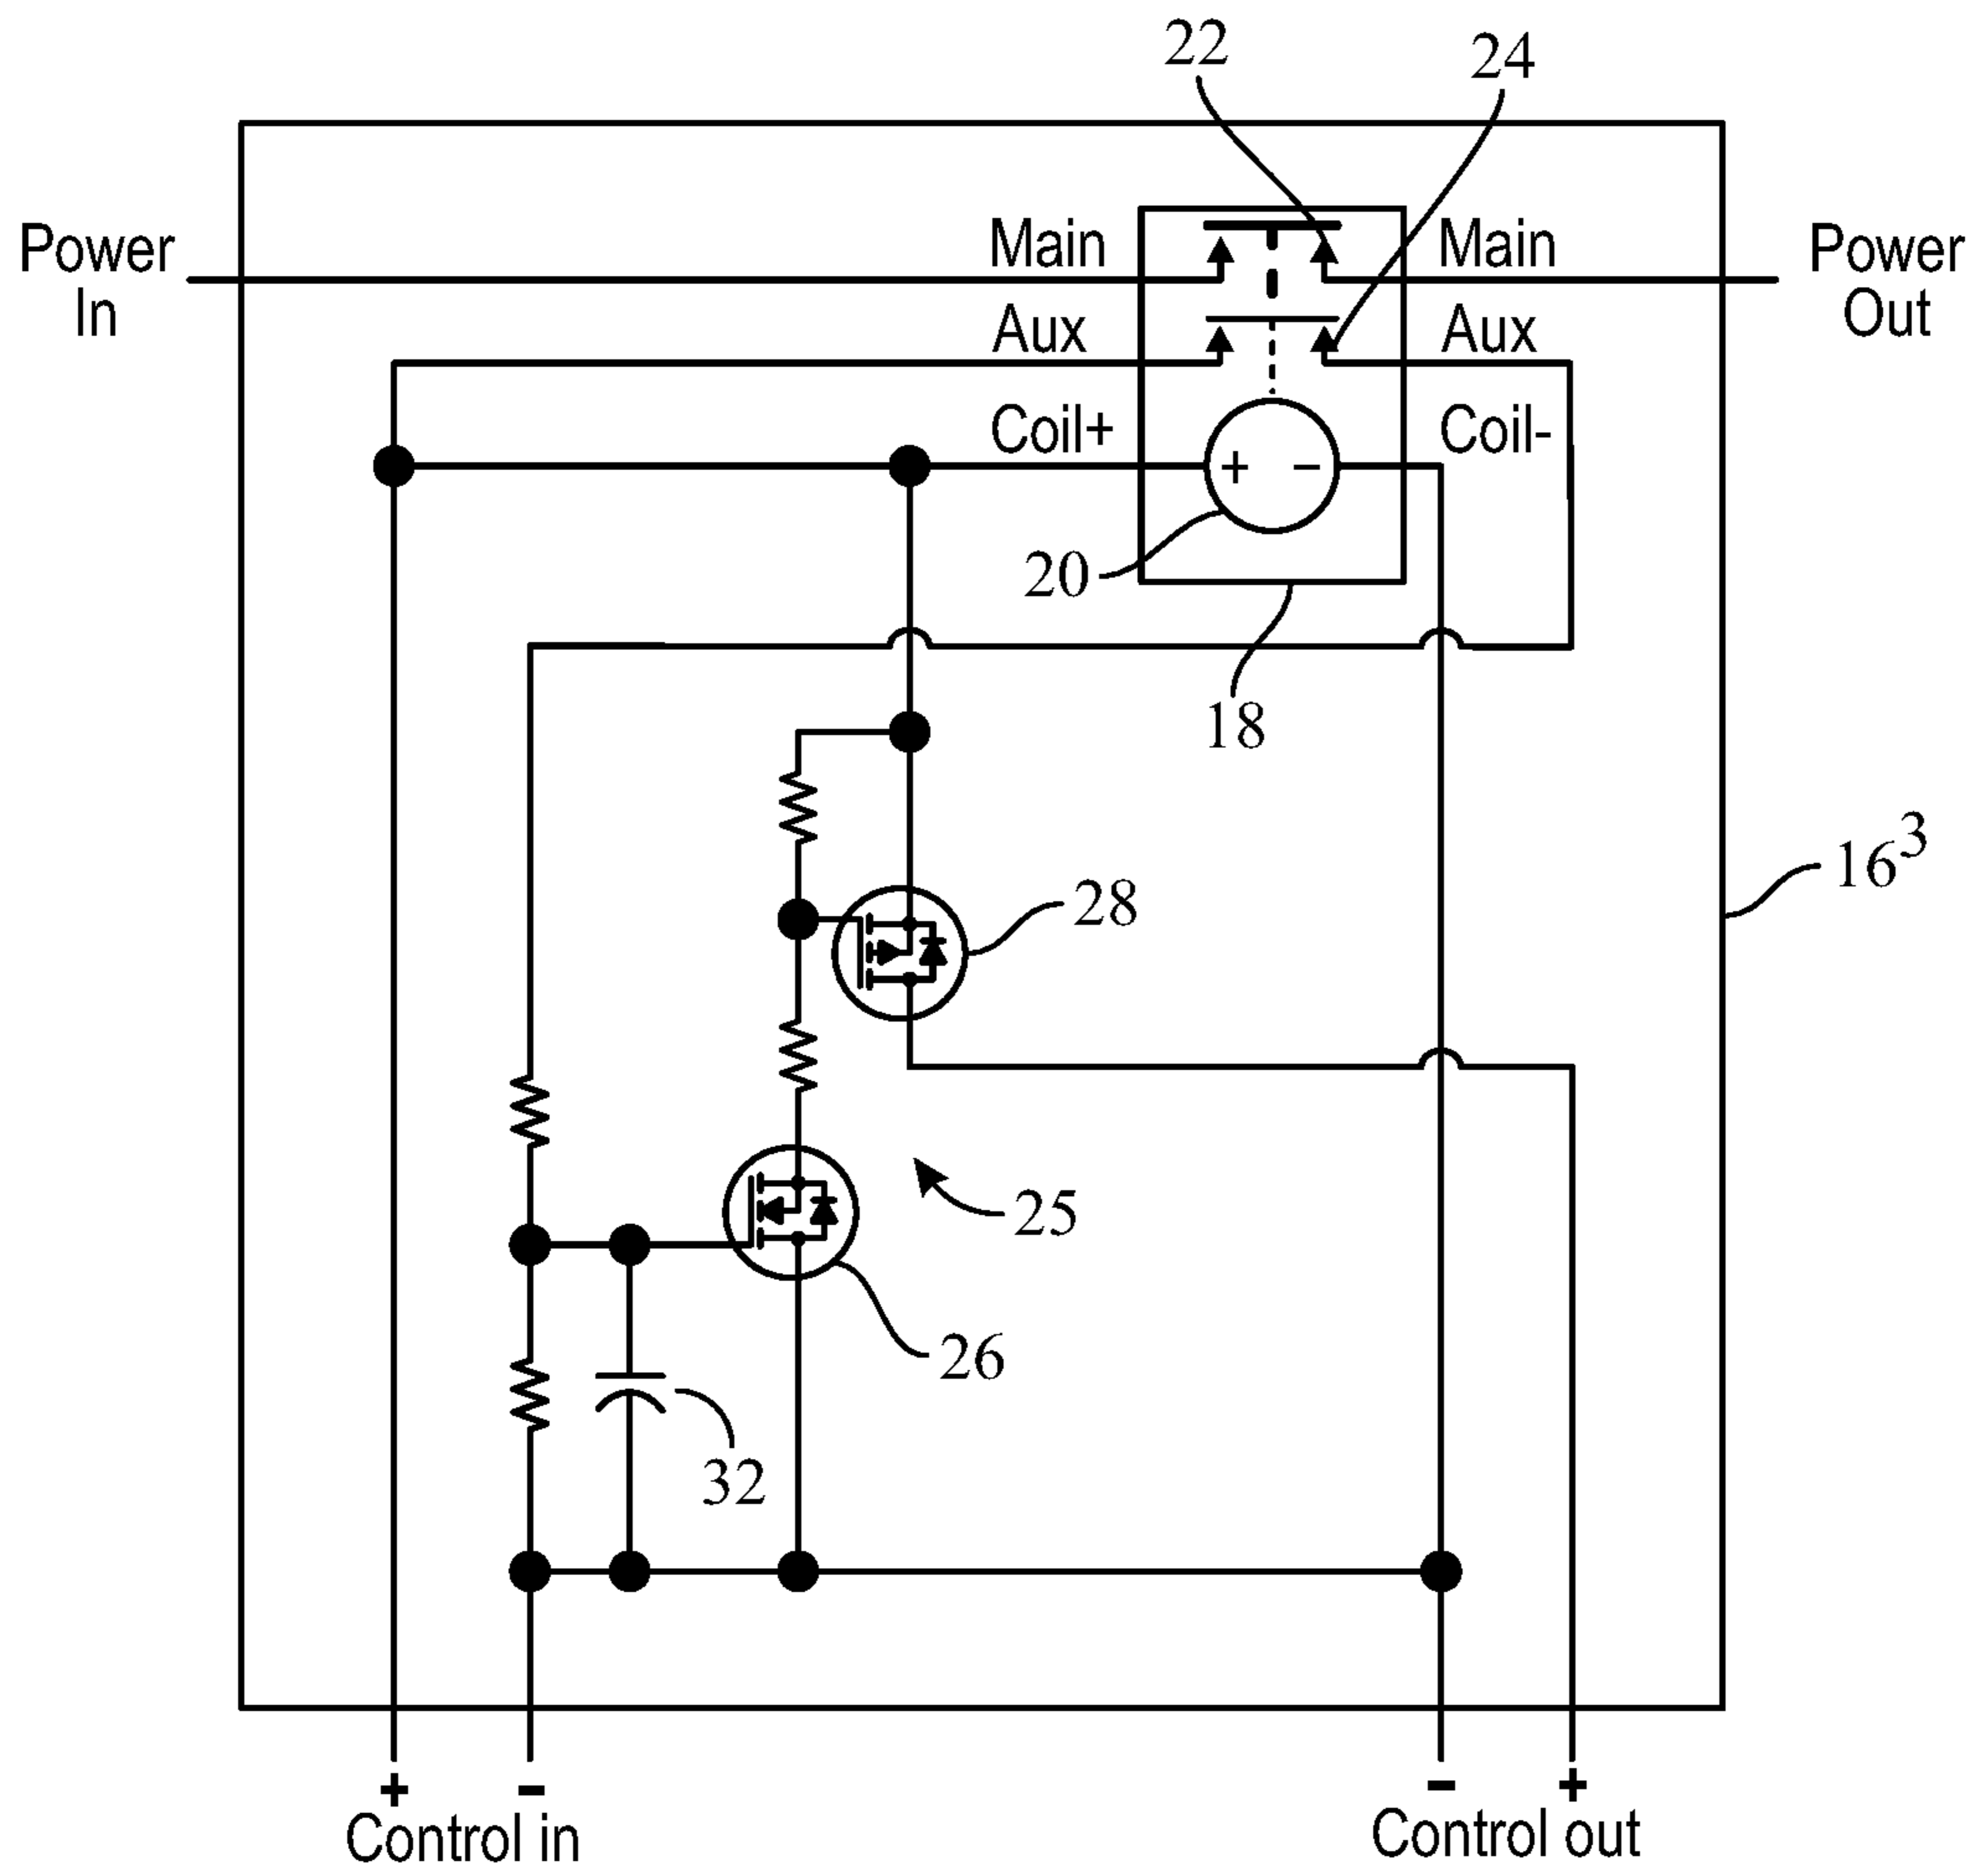 22
24
Power
In
Main
Main
Power
Out
Aux
Aux
Coil+
Coil-
+ −
20
18
16³
28
25
26
32
+ -
Control in
- +
Control out